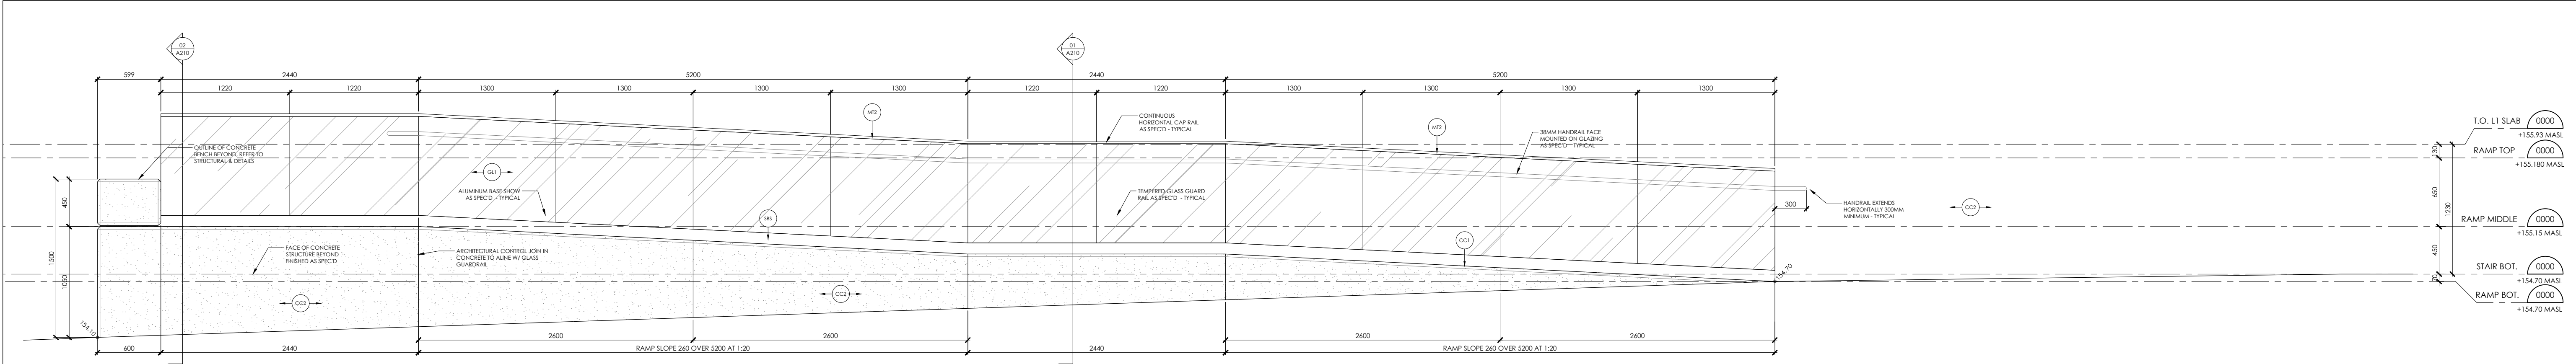 02
A210
01
A210
599
2440
5200
2440
5200
1220
1220
1300
1300
1300
1300
1220
1220
1300
1300
1300
1300
MT2
CONTINUOUS
HORIZONTAL CAP RAIL
AS SPEC'D - TYPICAL
MT2
38MM HANDRAIL FACE
MOUNTED ON GLAZING
AS SPEC'D - TYPICAL
T.O. L1 SLAB
0000
+155.93 MASL
RAMP TOP
0000
+155.180 MASL
130
OUTLINE OF CONCRETE
BENCH BEYOND, REFER TO
STRUCTURAL & DETAILS
GL1
ALUMINUM BASE SHOW
AS SPEC'D - TYPICAL
TEMPERED GLASS GUARD
RAIL AS SPEC'D - TYPICAL
300
HANDRAIL EXTENDS
HORIZONTALLY 300MM
MINIMUM - TYPICAL
CC2
650
1230
450
SBS
RAMP MIDDLE
0000
+155.15 MASL
1500
1050
FACE OF CONCRETE
STRUCTURE BEYOND
FINISHED AS SPEC'D
ARCHITECTURAL CONTROL JOIN IN
CONCRETE TO ALINE W/ GLASS
GUARDRAIL
CC1
450
STAIR BOT.
0000
+154.70 MASL
154.70
70
CC2
CC2
RAMP BOT.
0000
+154.70 MASL
154.10
2600
2600
2600
2600
600
2440
RAMP SLOPE 260 OVER 5200 AT 1:20
2440
RAMP SLOPE 260 OVER 5200 AT 1:20